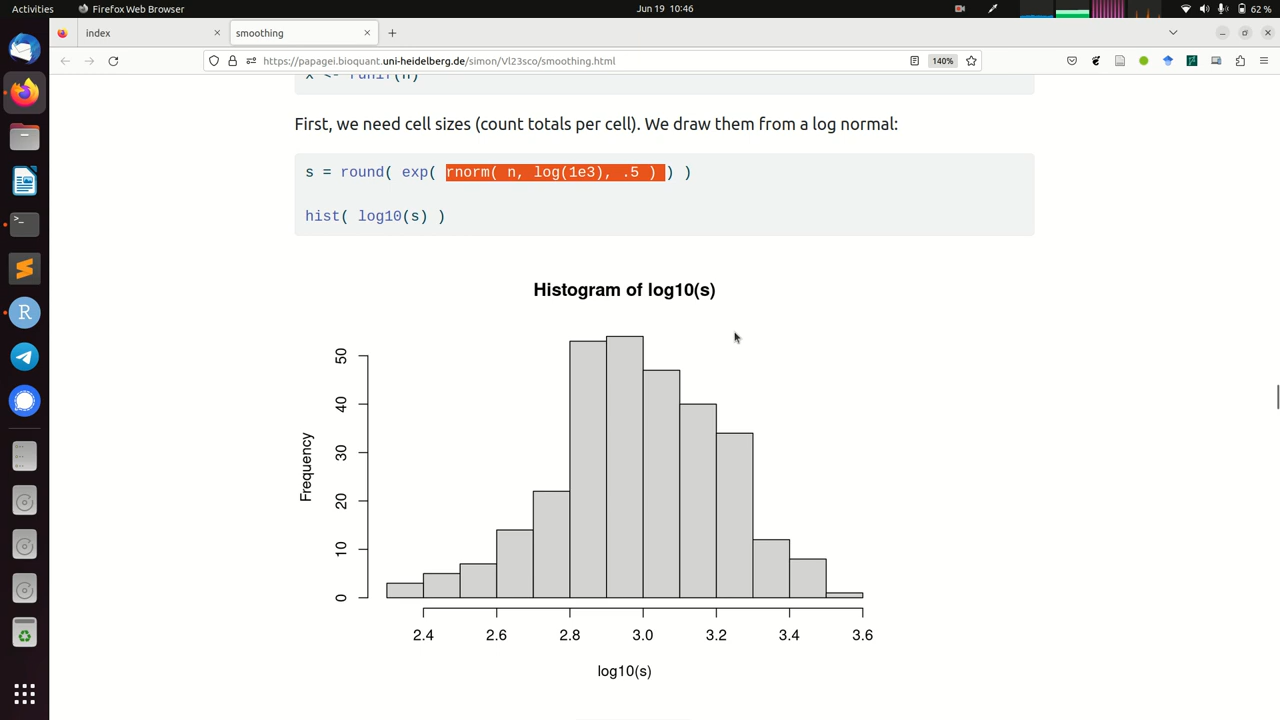 Activities
Firefox Web Browser
Jun 19 10:46
62 %
index
smoothing
https://papagei.bioquant.uni-heidelberg.de/simon/Vl23sco/smoothing.html
140%
x <- runif(n)
First, we need cell sizes (count totals per cell). We draw them from a log normal:
s = round( exp( rnorm( n, log(1e3), .5 ) ) )
hist( log10(s) )
Histogram of log10(s)
Frequency
50
40
30
20
10
0
2.4 2.6 2.8 3.0 3.2 3.4 3.6
log10(s)